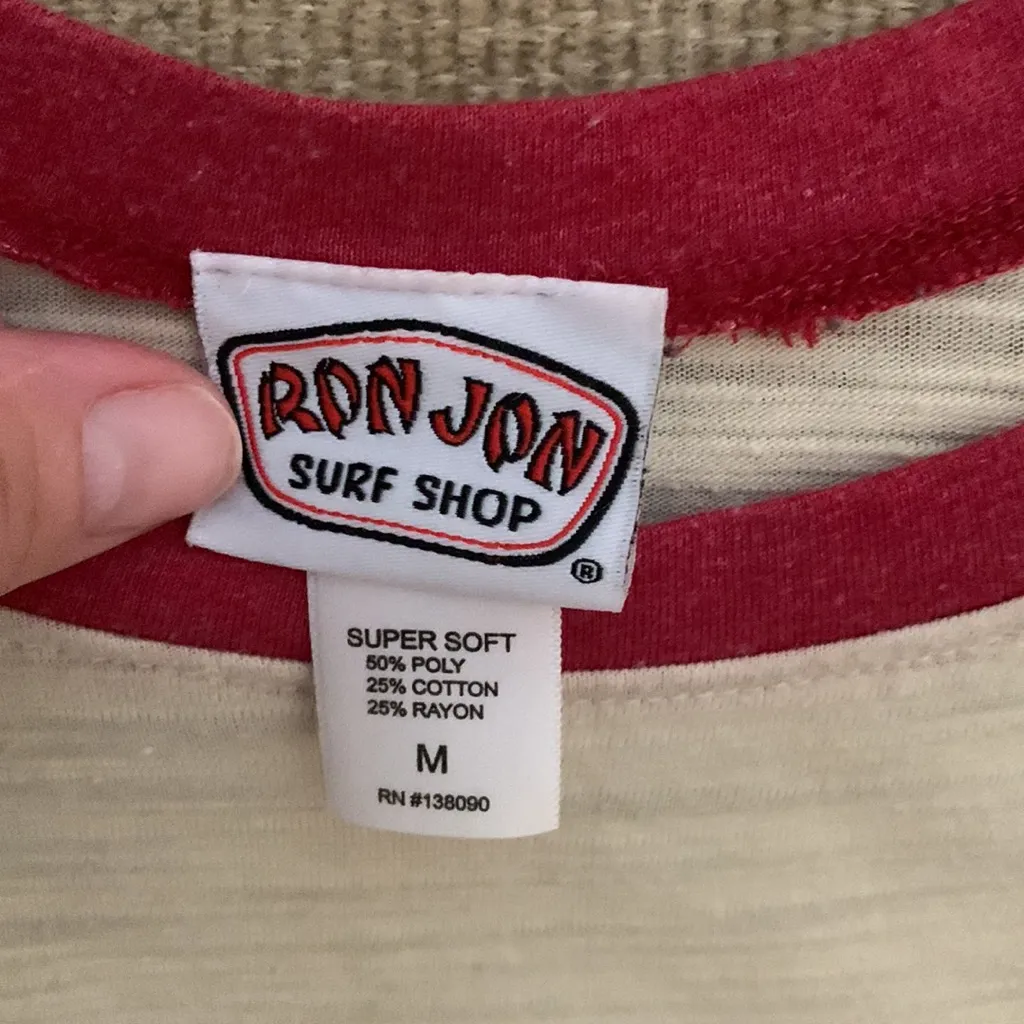 RON JON
SURF SHOP
®
SUPER SOFT
50% POLY
25% COTTON
25% RAYON
M
RN #138090